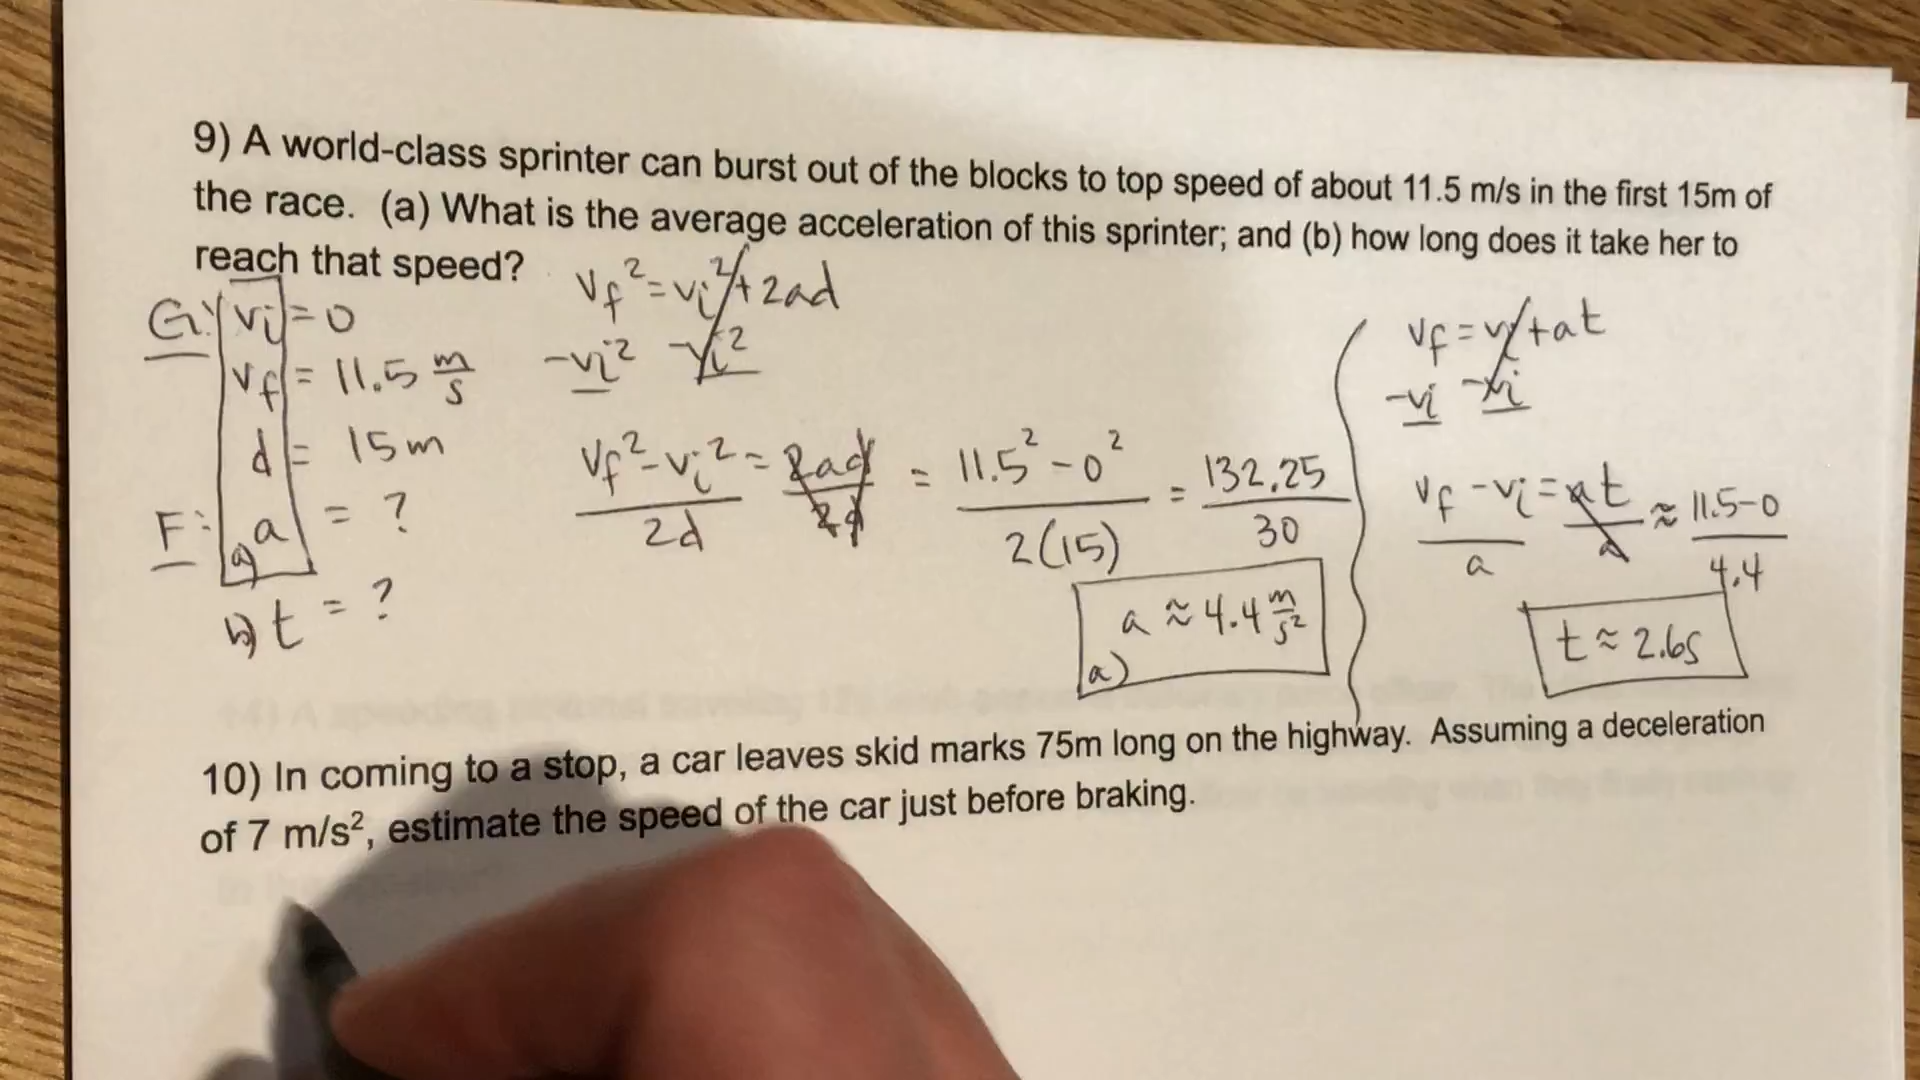 9) A world-class sprinter can burst out of the blocks to top speed of about 11.5 m/s in the first 15m of
the race. (a) What is the average acceleration of this sprinter; and (b) how long does it take her to
reach that speed?
G: vi = 0
vf = 11.5 m/s
d = 15m
F: a) a = ?
b) t = ?
vf² = vi² + 2ad
-vi² -vi²
vf² - vi² / 2d = 2ad / 2d = 11.5² - 0² / 2(15) = 132.25 / 30
a) a ≈ 4.4 m/s²
vf = vi + at
-vi -vi
vf - vi / a = at / a ≈ 11.5-0 / 4.4
t ≈ 2.6s
10) In coming to a stop, a car leaves skid marks 75m long on the highway. Assuming a deceleration
of 7 m/s², estimate the speed of the car just before braking.